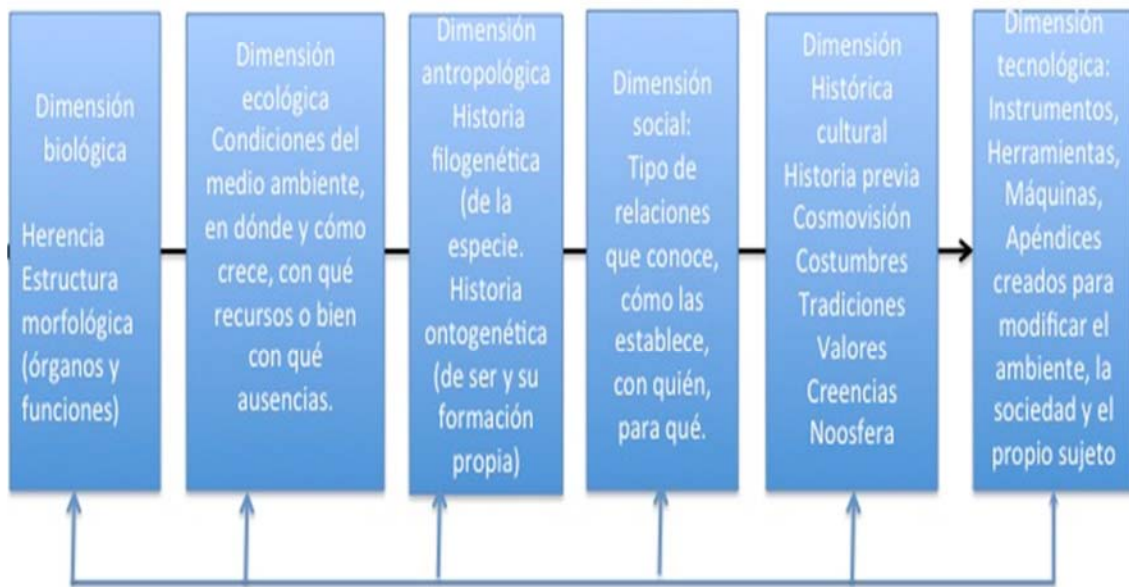 Dimensión
biológica
Herencia
Estructura
morfológica
(órganos y
funciones)
Dimensión
ecológica
Condiciones del
medio ambiente,
en dónde y cómo
crece, con qué
recursos o bien
con qué
ausencias.
Dimensión
antropológica
Historia
filogenética
(de la
especie.
Historia
ontogenética
(de ser y su
formación
propia)
Dimensión
social:
Tipo de
relaciones
que conoce,
cómo las
establece,
con quién,
para qué.
Dimensión
Histórica
cultural
Historia previa
Cosmovisión
Costumbres
Tradiciones
Valores
Creencias
Noosfera
Dimensión
tecnológica:
Instrumentos,
Herramientas,
Máquinas,
Apéndices
creados para
modificar el
ambiente, la
sociedad y el
propio sujeto